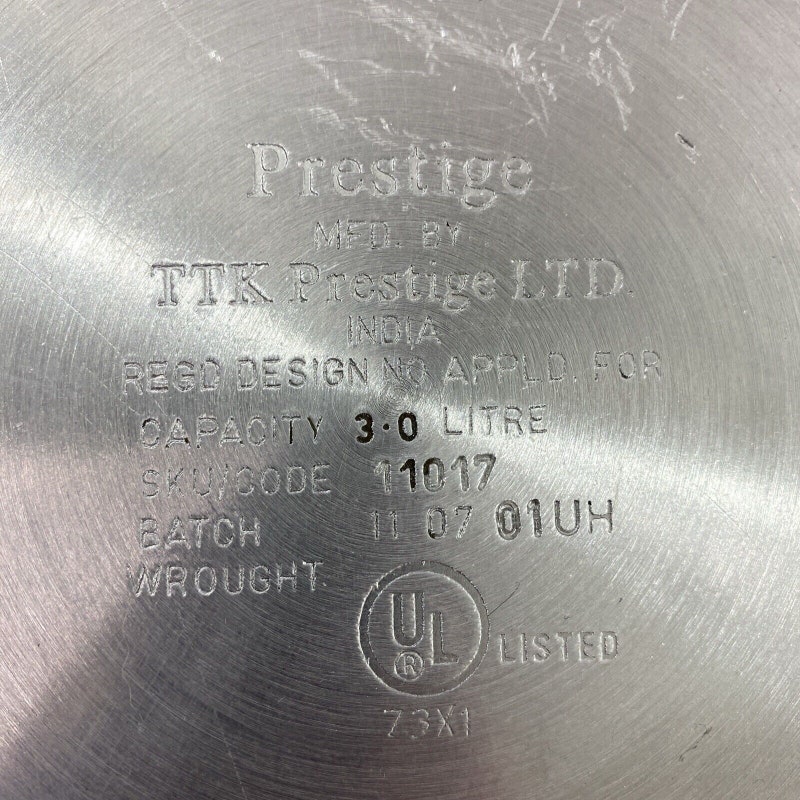 Prestige
MFD. BY
TTK Prestige LTD.
INDIA
REGD DESIGN NO APPLD. FOR
CAPACITY 3.0 LITRE
SKU/CODE 11017
BATCH 11 07 01UH
WROUGHT.
UL ® LISTED
73X1